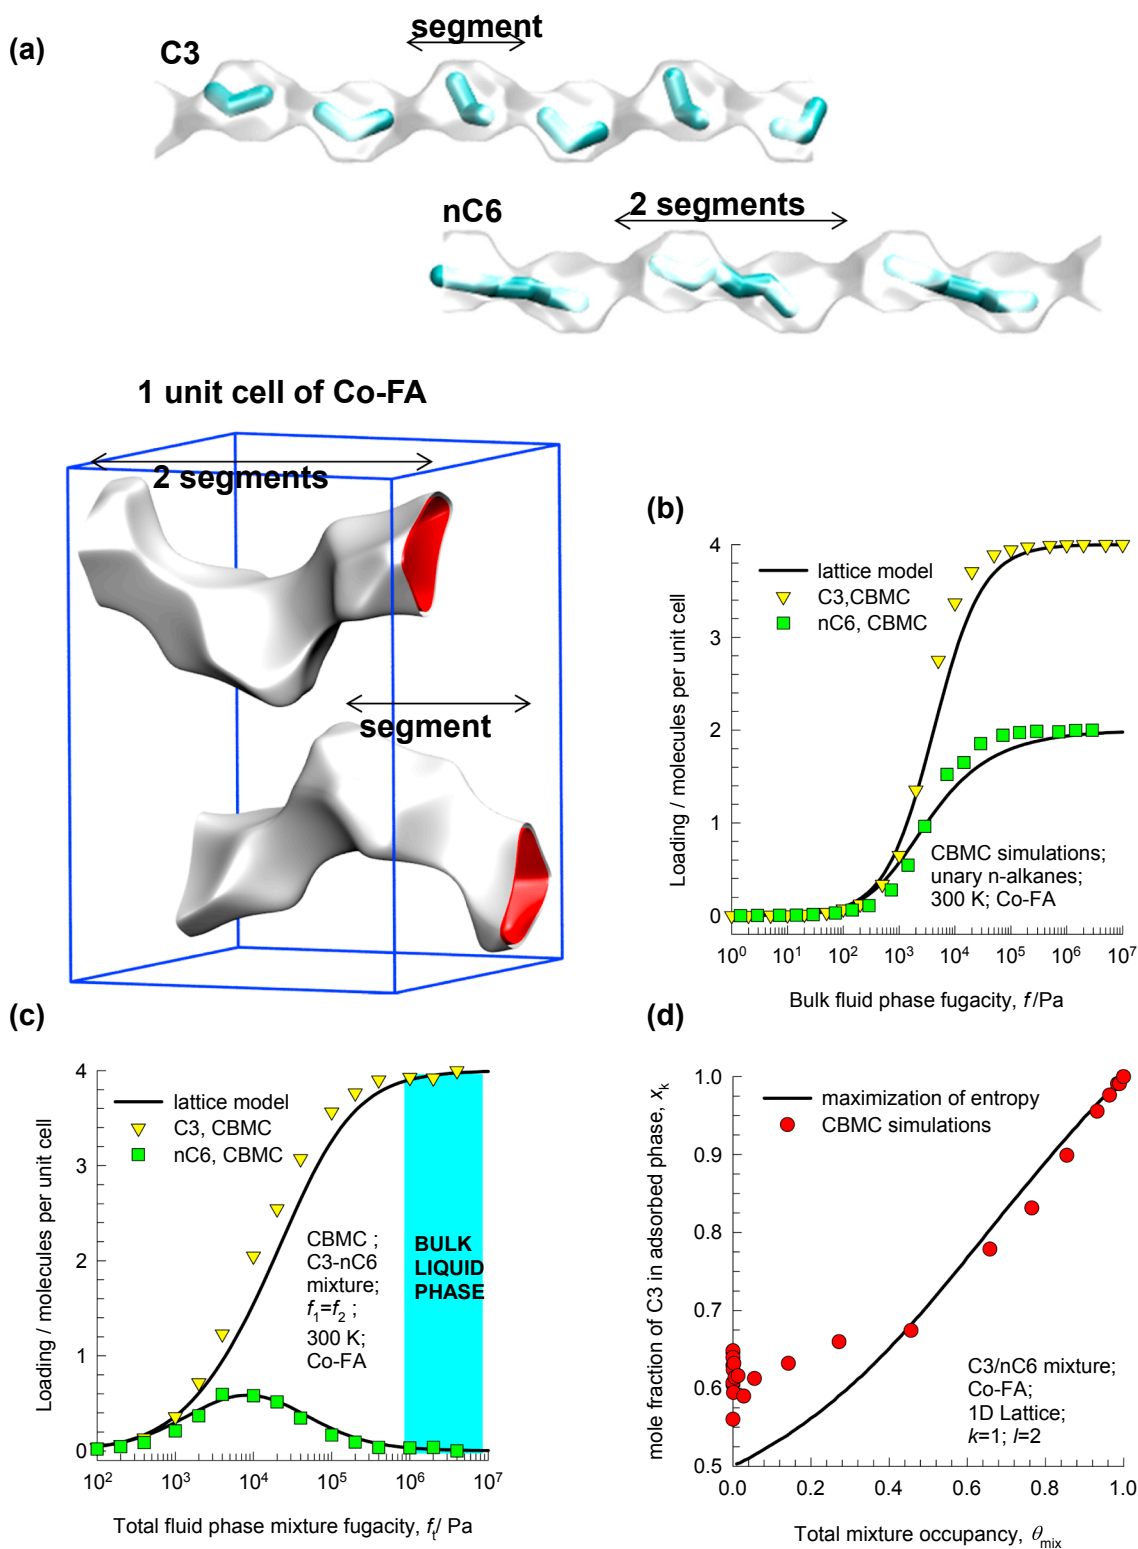 (a)
segment
C3
nC6
2 segments
1 unit cell of Co-FA
2 segments
segment
(b)
Loading / molecules per unit cell
4
3
2
1
0
lattice model
C3,CBMC
nC6, CBMC
CBMC simulations;
unary n-alkanes;
300 K; Co-FA
10⁰ 10¹ 10² 10³ 10⁴ 10⁵ 10⁶ 10⁷
Bulk fluid phase fugacity, f /Pa
(c)
Loading / molecules per unit cell
4
3
2
1
0
lattice model
C3, CBMC
nC6, CBMC
CBMC ;
C3-nC6
mixture;
f₁=f₂ ;
300 K;
Co-FA
BULK
LIQUID
PHASE
10² 10³ 10⁴ 10⁵ 10⁶ 10⁷
Total fluid phase mixture fugacity, fₜ/ Pa
(d)
mole fraction of C3 in adsorbed phase, xₖ
1.0
0.9
0.8
0.7
0.6
0.5
maximization of entropy
CBMC simulations
C3/nC6 mixture;
Co-FA;
1D Lattice;
k=1; l=2
0.0 0.2 0.4 0.6 0.8 1.0
Total mixture occupancy, θmix